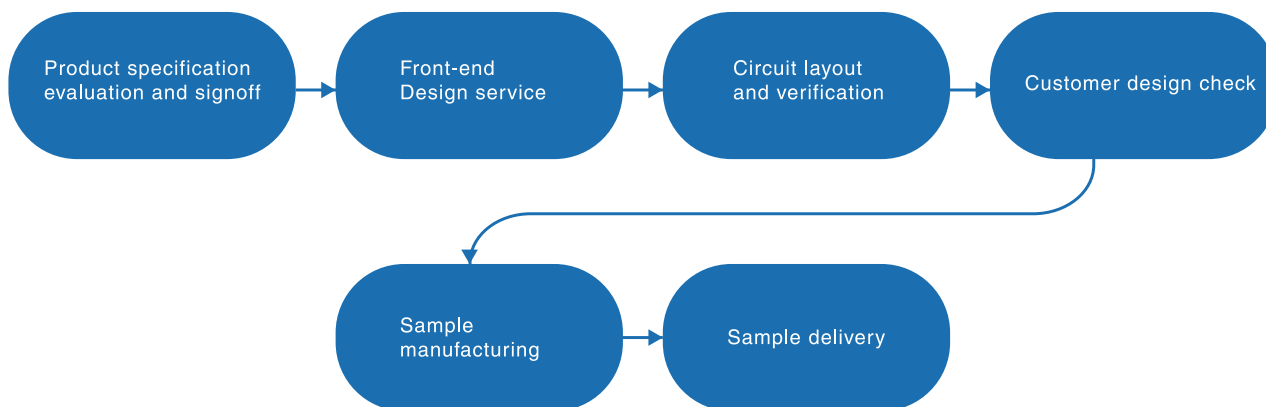 Product specification
evaluation and signoff
Front-end
Design service
Circuit layout
and verification
Customer design check
Sample
manufacturing
Sample delivery